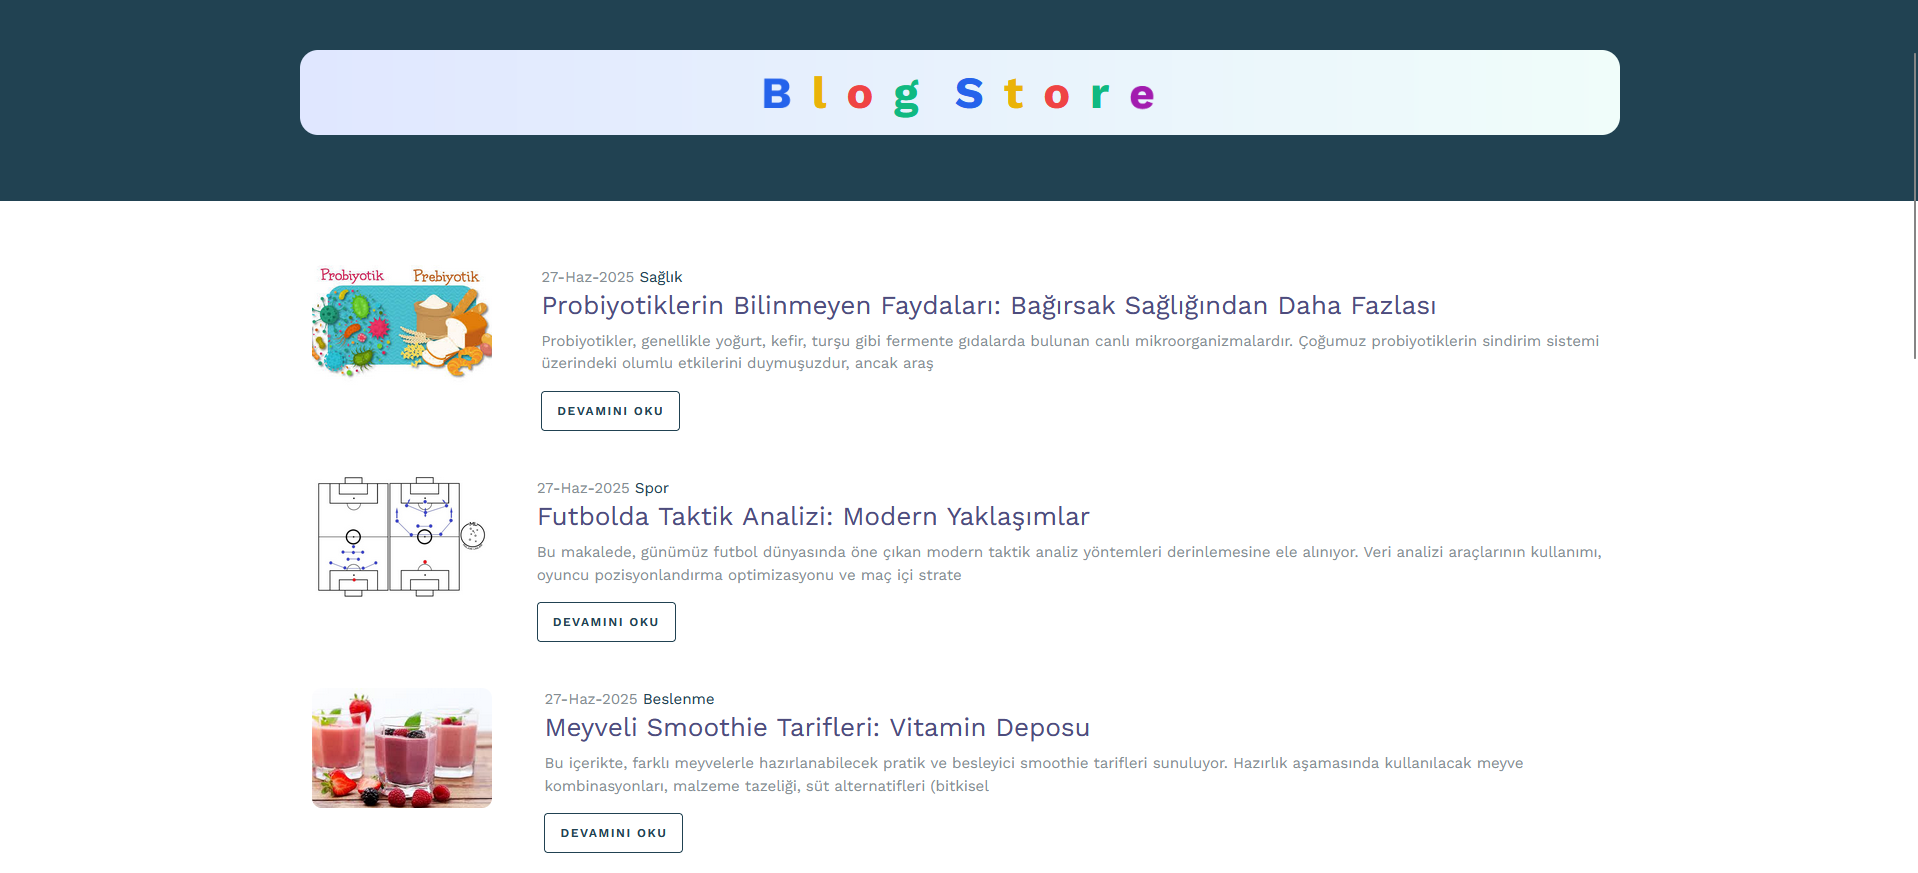 Blog Store
Probiyotik Prebiyotik
27-Haz-2025 Sağlık
Probiyotiklerin Bilinmeyen Faydaları: Bağırsak Sağlığından Daha Fazlası
Probiyotikler, genellikle yoğurt, kefir, turşu gibi fermente gıdalarda bulunan canlı mikroorganizmalardır. Çoğumuz probiyotiklerin sindirim sistemi
üzerindeki olumlu etkilerini duymuşuzdur, ancak araş
DEVAMINI OKU
27-Haz-2025 Spor
Futbolda Taktik Analizi: Modern Yaklaşımlar
Bu makalede, günümüz futbol dünyasında öne çıkan modern taktik analiz yöntemleri derinlemesine ele alınıyor. Veri analizi araçlarının kullanımı,
oyuncu pozisyonlandırma optimizasyonu ve maç içi strate
DEVAMINI OKU
27-Haz-2025 Beslenme
Meyveli Smoothie Tarifleri: Vitamin Deposu
Bu içerikte, farklı meyvelerle hazırlanabilecek pratik ve besleyici smoothie tarifleri sunuluyor. Hazırlık aşamasında kullanılacak meyve
kombinasyonları, malzeme tazeliği, süt alternatifleri (bitkisel
DEVAMINI OKU